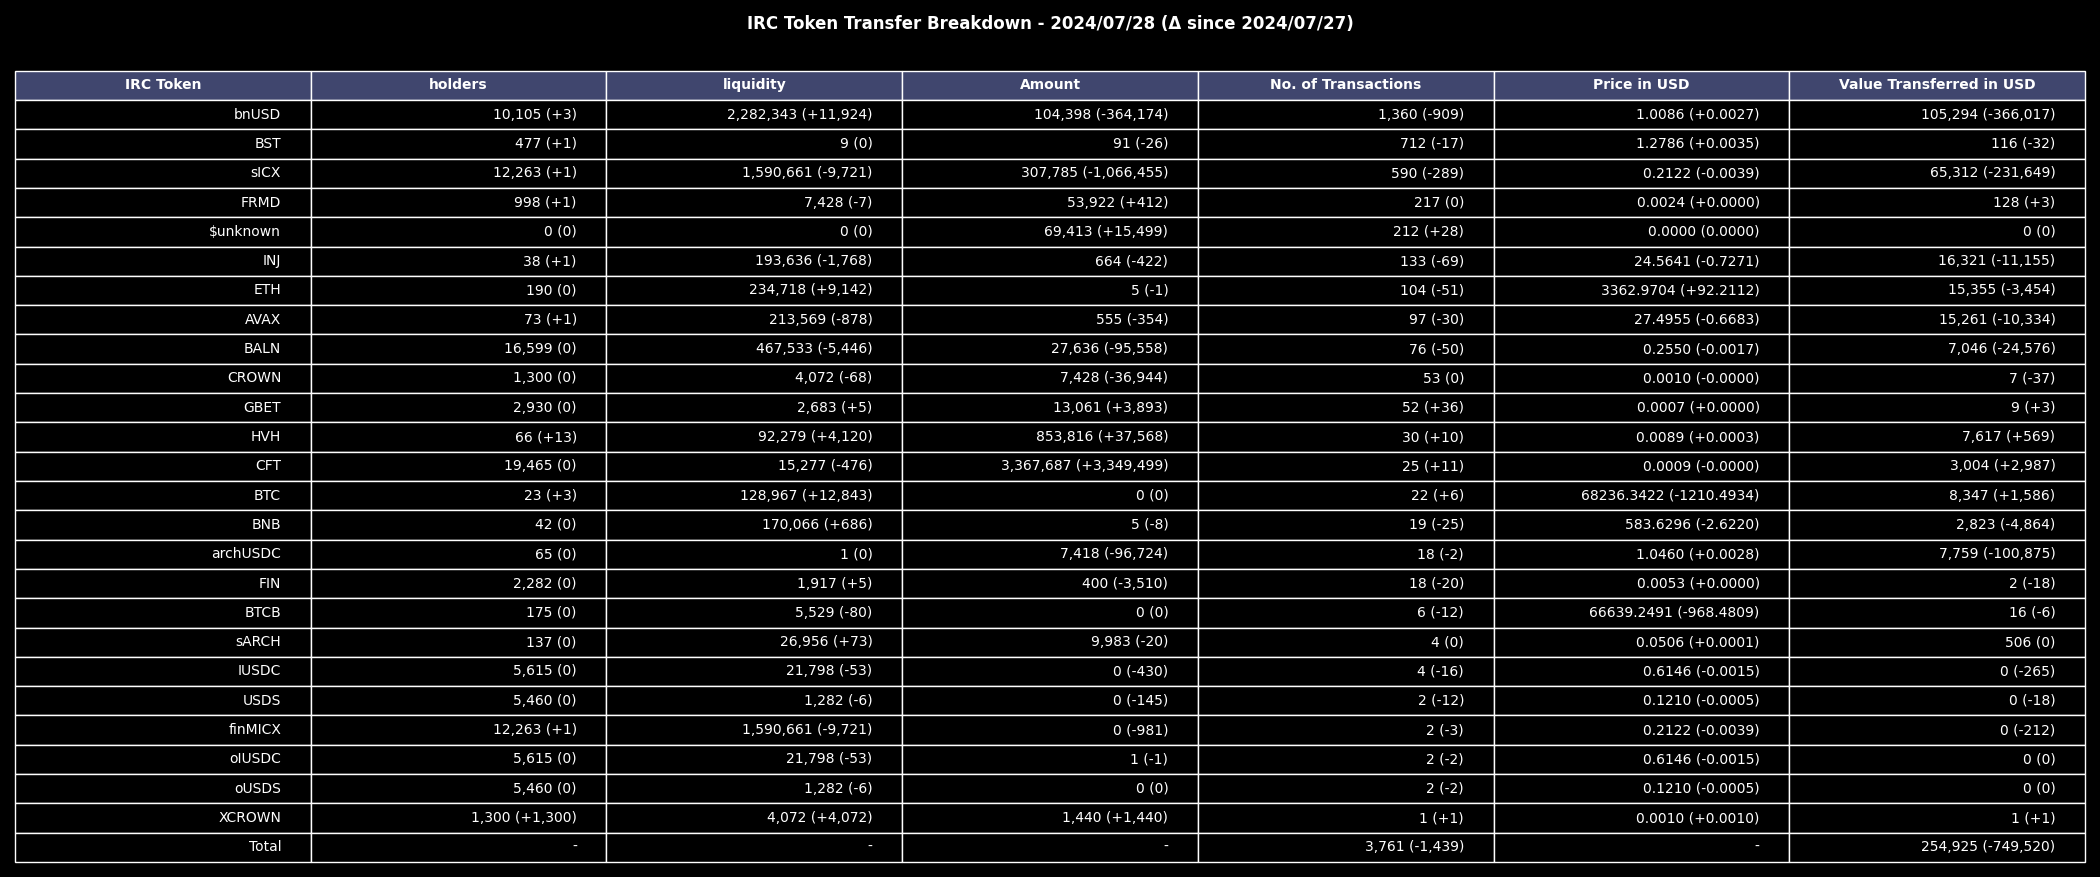 IRC Token Transfer Breakdown - 2024/07/28 (Δ since 2024/07/27)
IRC Token holders liquidity Amount No. of Transactions Price in USD Value Transferred in USD
bnUSD 10,105 (+3) 2,282,343 (+11,924) 104,398 (-364,174) 1,360 (-909) 1.0086 (+0.0027) 105,294 (-366,017)
BST 477 (+1) 9 (0) 91 (-26) 712 (-17) 1.2786 (+0.0035) 116 (-32)
sICX 12,263 (+1) 1,590,661 (-9,721) 307,785 (-1,066,455) 590 (-289) 0.2122 (-0.0039) 65,312 (-231,649)
FRMD 998 (+1) 7,428 (-7) 53,922 (+412) 217 (0) 0.0024 (+0.0000) 128 (+3)
$unknown 0 (0) 0 (0) 69,413 (+15,499) 212 (+28) 0.0000 (0.0000) 0 (0)
INJ 38 (+1) 193,636 (-1,768) 664 (-422) 133 (-69) 24.5641 (-0.7271) 16,321 (-11,155)
ETH 190 (0) 234,718 (+9,142) 5 (-1) 104 (-51) 3362.9704 (+92.2112) 15,355 (-3,454)
AVAX 73 (+1) 213,569 (-878) 555 (-354) 97 (-30) 27.4955 (-0.6683) 15,261 (-10,334)
BALN 16,599 (0) 467,533 (-5,446) 27,636 (-95,558) 76 (-50) 0.2550 (-0.0017) 7,046 (-24,576)
CROWN 1,300 (0) 4,072 (-68) 7,428 (-36,944) 53 (0) 0.0010 (-0.0000) 7 (-37)
GBET 2,930 (0) 2,683 (+5) 13,061 (+3,893) 52 (+36) 0.0007 (+0.0000) 9 (+3)
HVH 66 (+13) 92,279 (+4,120) 853,816 (+37,568) 30 (+10) 0.0089 (+0.0003) 7,617 (+569)
CFT 19,465 (0) 15,277 (-476) 3,367,687 (+3,349,499) 25 (+11) 0.0009 (-0.0000) 3,004 (+2,987)
BTC 23 (+3) 128,967 (+12,843) 0 (0) 22 (+6) 68236.3422 (-1210.4934) 8,347 (+1,586)
BNB 42 (0) 170,066 (+686) 5 (-8) 19 (-25) 583.6296 (-2.6220) 2,823 (-4,864)
archUSDC 65 (0) 1 (0) 7,418 (-96,724) 18 (-2) 1.0460 (+0.0028) 7,759 (-100,875)
FIN 2,282 (0) 1,917 (+5) 400 (-3,510) 18 (-20) 0.0053 (+0.0000) 2 (-18)
BTCB 175 (0) 5,529 (-80) 0 (0) 6 (-12) 66639.2491 (-968.4809) 16 (-6)
sARCH 137 (0) 26,956 (+73) 9,983 (-20) 4 (0) 0.0506 (+0.0001) 506 (0)
IUSDC 5,615 (0) 21,798 (-53) 0 (-430) 4 (-16) 0.6146 (-0.0015) 0 (-265)
USDS 5,460 (0) 1,282 (-6) 0 (-145) 2 (-12) 0.1210 (-0.0005) 0 (-18)
finMICX 12,263 (+1) 1,590,661 (-9,721) 0 (-981) 2 (-3) 0.2122 (-0.0039) 0 (-212)
oIUSDC 5,615 (0) 21,798 (-53) 1 (-1) 2 (-2) 0.6146 (-0.0015) 0 (0)
oUSDS 5,460 (0) 1,282 (-6) 0 (0) 2 (-2) 0.1210 (-0.0005) 0 (0)
XCROWN 1,300 (+1,300) 4,072 (+4,072) 1,440 (+1,440) 1 (+1) 0.0010 (+0.0010) 1 (+1)
Total - - - 3,761 (-1,439) - 254,925 (-749,520)